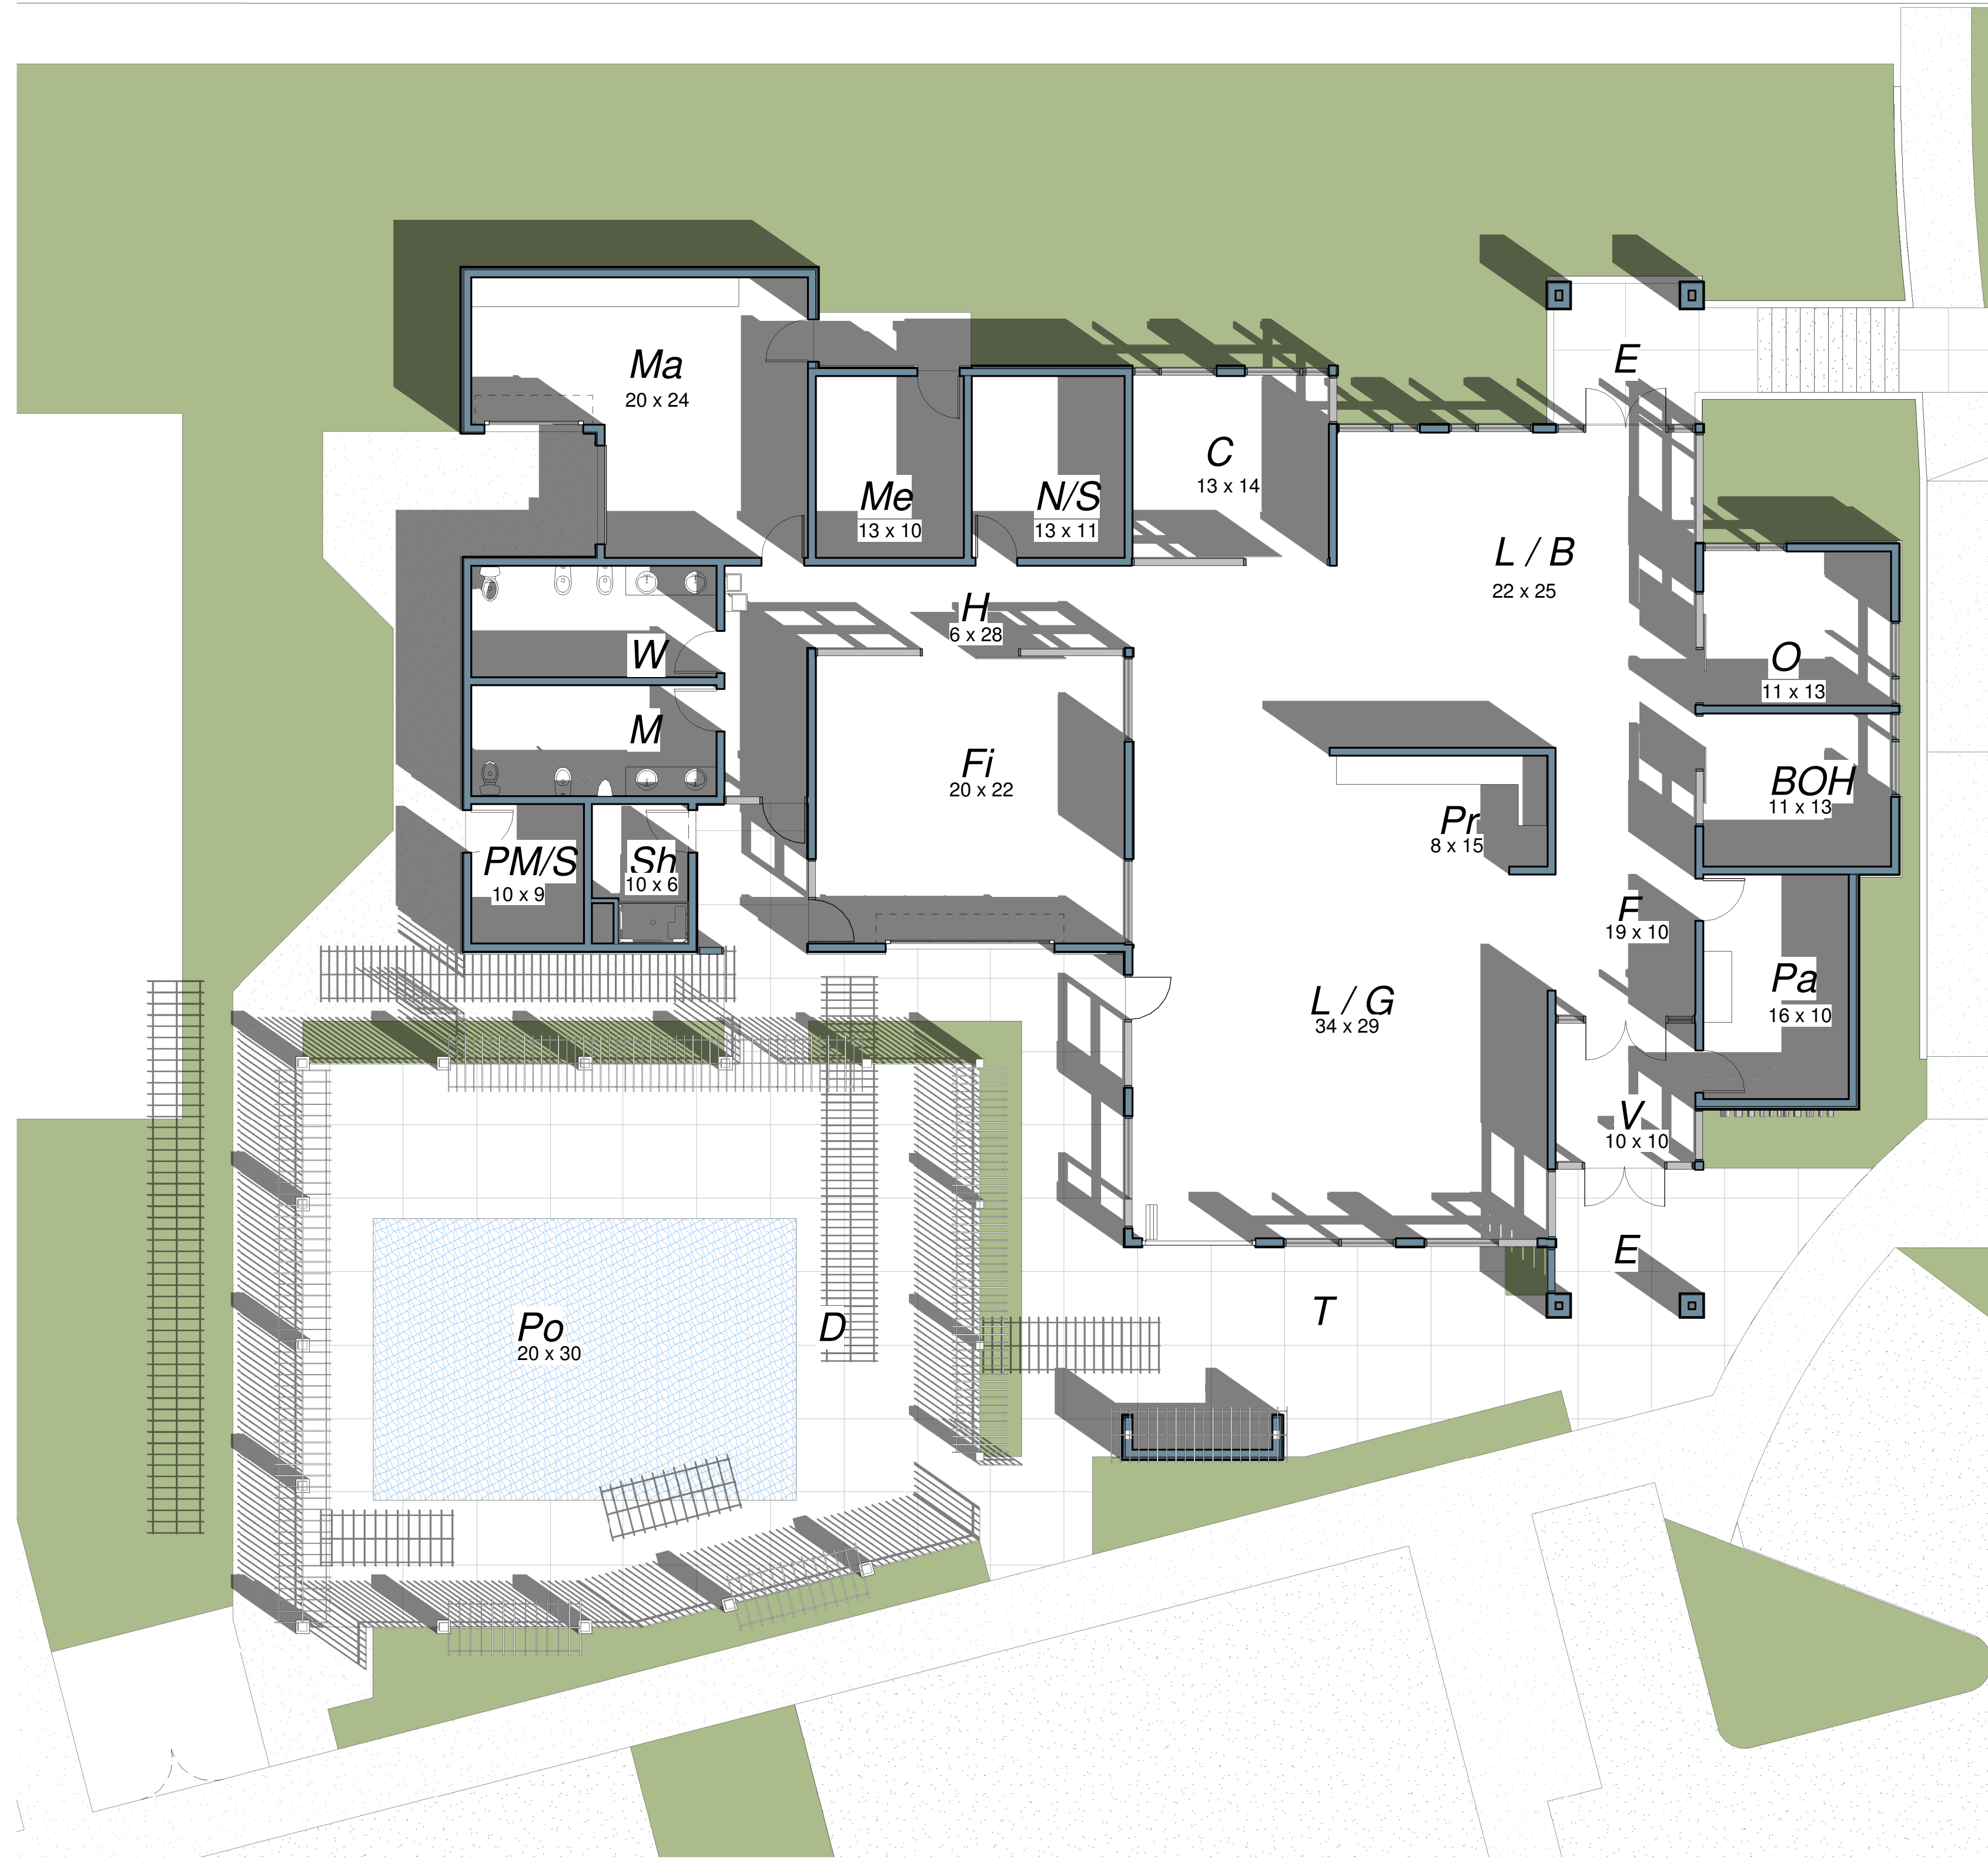 E
Ma
20 x 24
C
13 x 14
Me
13 x 10
N/S
13 x 11
L / B
22 x 25
H
6 x 28
W
O
11 x 13
M
Fi
20 x 22
BOH
11 x 13
Pr
8 x 15
PM/S
10 x 9
Sh
10 x 6
F
19 x 10
Pa
16 x 10
L / G
34 x 29
V
10 x 10
E
T
Po
20 x 30
D